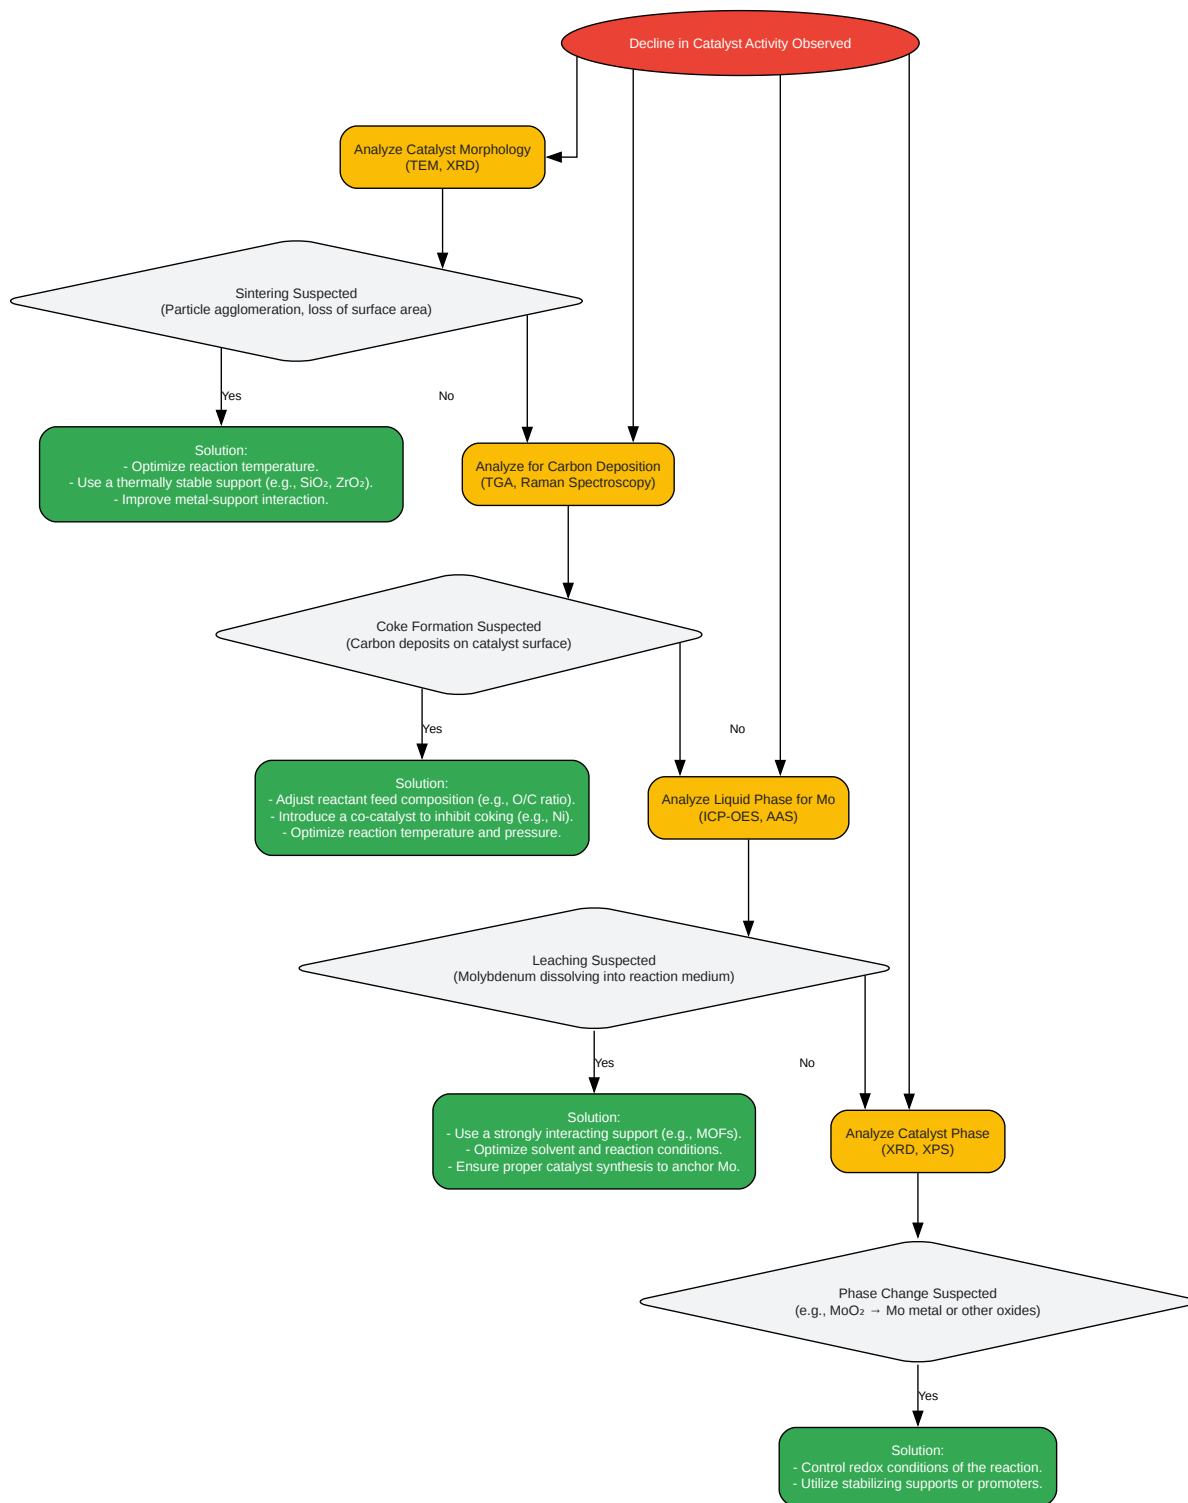 Decline in Catalyst Activity Observed
Analyze Catalyst Morphology
(TEM, XRD)
Sintering Suspected
(Particle agglomeration, loss of surface area)
Yes
No
Solution:
- Optimize reaction temperature.
- Use a thermally stable support (e.g., SiO₂, ZrO₂).
- Improve metal-support interaction.
Analyze for Carbon Deposition
(TGA, Raman Spectroscopy)
Coke Formation Suspected
(Carbon deposits on catalyst surface)
Yes
No
Solution:
- Adjust reactant feed composition (e.g., O/C ratio).
- Introduce a co-catalyst to inhibit coking (e.g., Ni).
- Optimize reaction temperature and pressure.
Analyze Liquid Phase for Mo
(ICP-OES, AAS)
Leaching Suspected
(Molybdenum dissolving into reaction medium)
Yes
No
Solution:
- Use a strongly interacting support (e.g., MOFs).
- Optimize solvent and reaction conditions.
- Ensure proper catalyst synthesis to anchor Mo.
Analyze Catalyst Phase
(XRD, XPS)
Phase Change Suspected
(e.g., MoO₂ → Mo metal or other oxides)
Yes
Solution:
- Control redox conditions of the reaction.
- Utilize stabilizing supports or promoters.